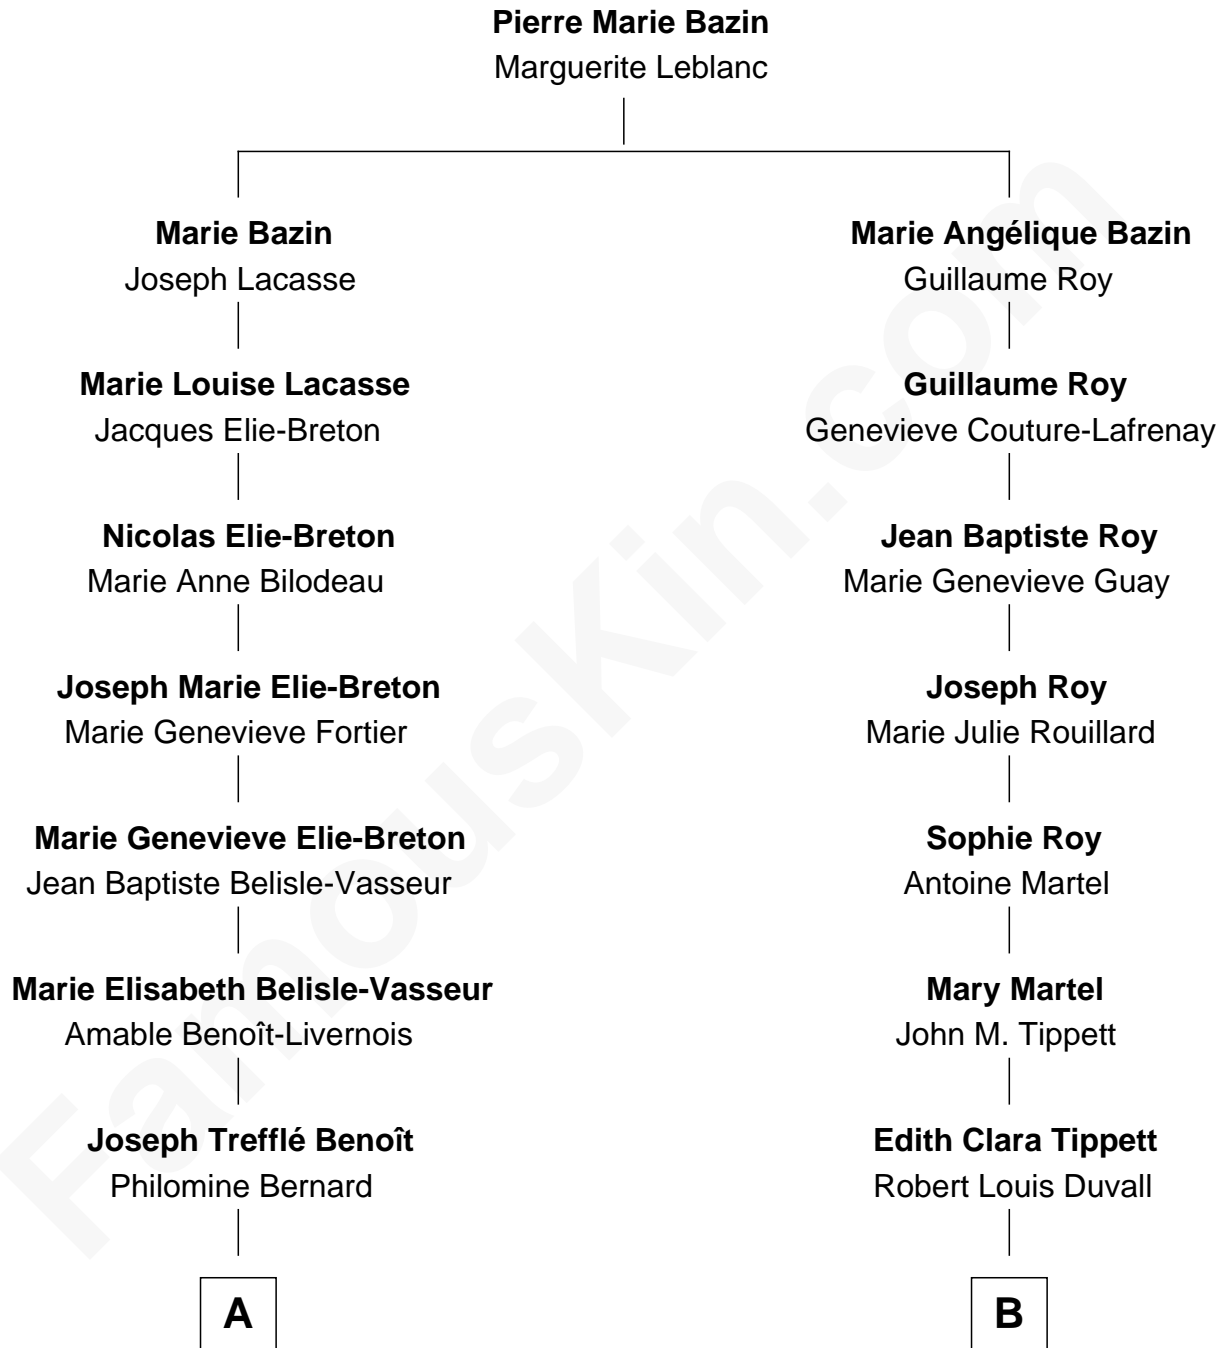 Pierre Marie Bazin
Marguerite Leblanc
Marie Bazin
Joseph Lacasse
Marie Louise Lacasse
Jacques Elie-Breton
Nicolas Elie-Breton
Marie Anne Bilodeau
Joseph Marie Elie-Breton
Marie Genevieve Fortier
Marie Genevieve Elie-Breton
Jean Baptiste Belisle-Vasseur
Marie Elisabeth Belisle-Vasseur
Amable Benoît-Livernois
Joseph Trefflé Benoît
Philomine Bernard
A
Marie Angélique Bazin
Guillaume Roy
Guillaume Roy
Genevieve Couture-Lafrenay
Jean Baptiste Roy
Marie Genevieve Guay
Joseph Roy
Marie Julie Rouillard
Sophie Roy
Antoine Martel
Mary Martel
John M. Tippett
Edith Clara Tippett
Robert Louis Duvall
B
FamousKin.com